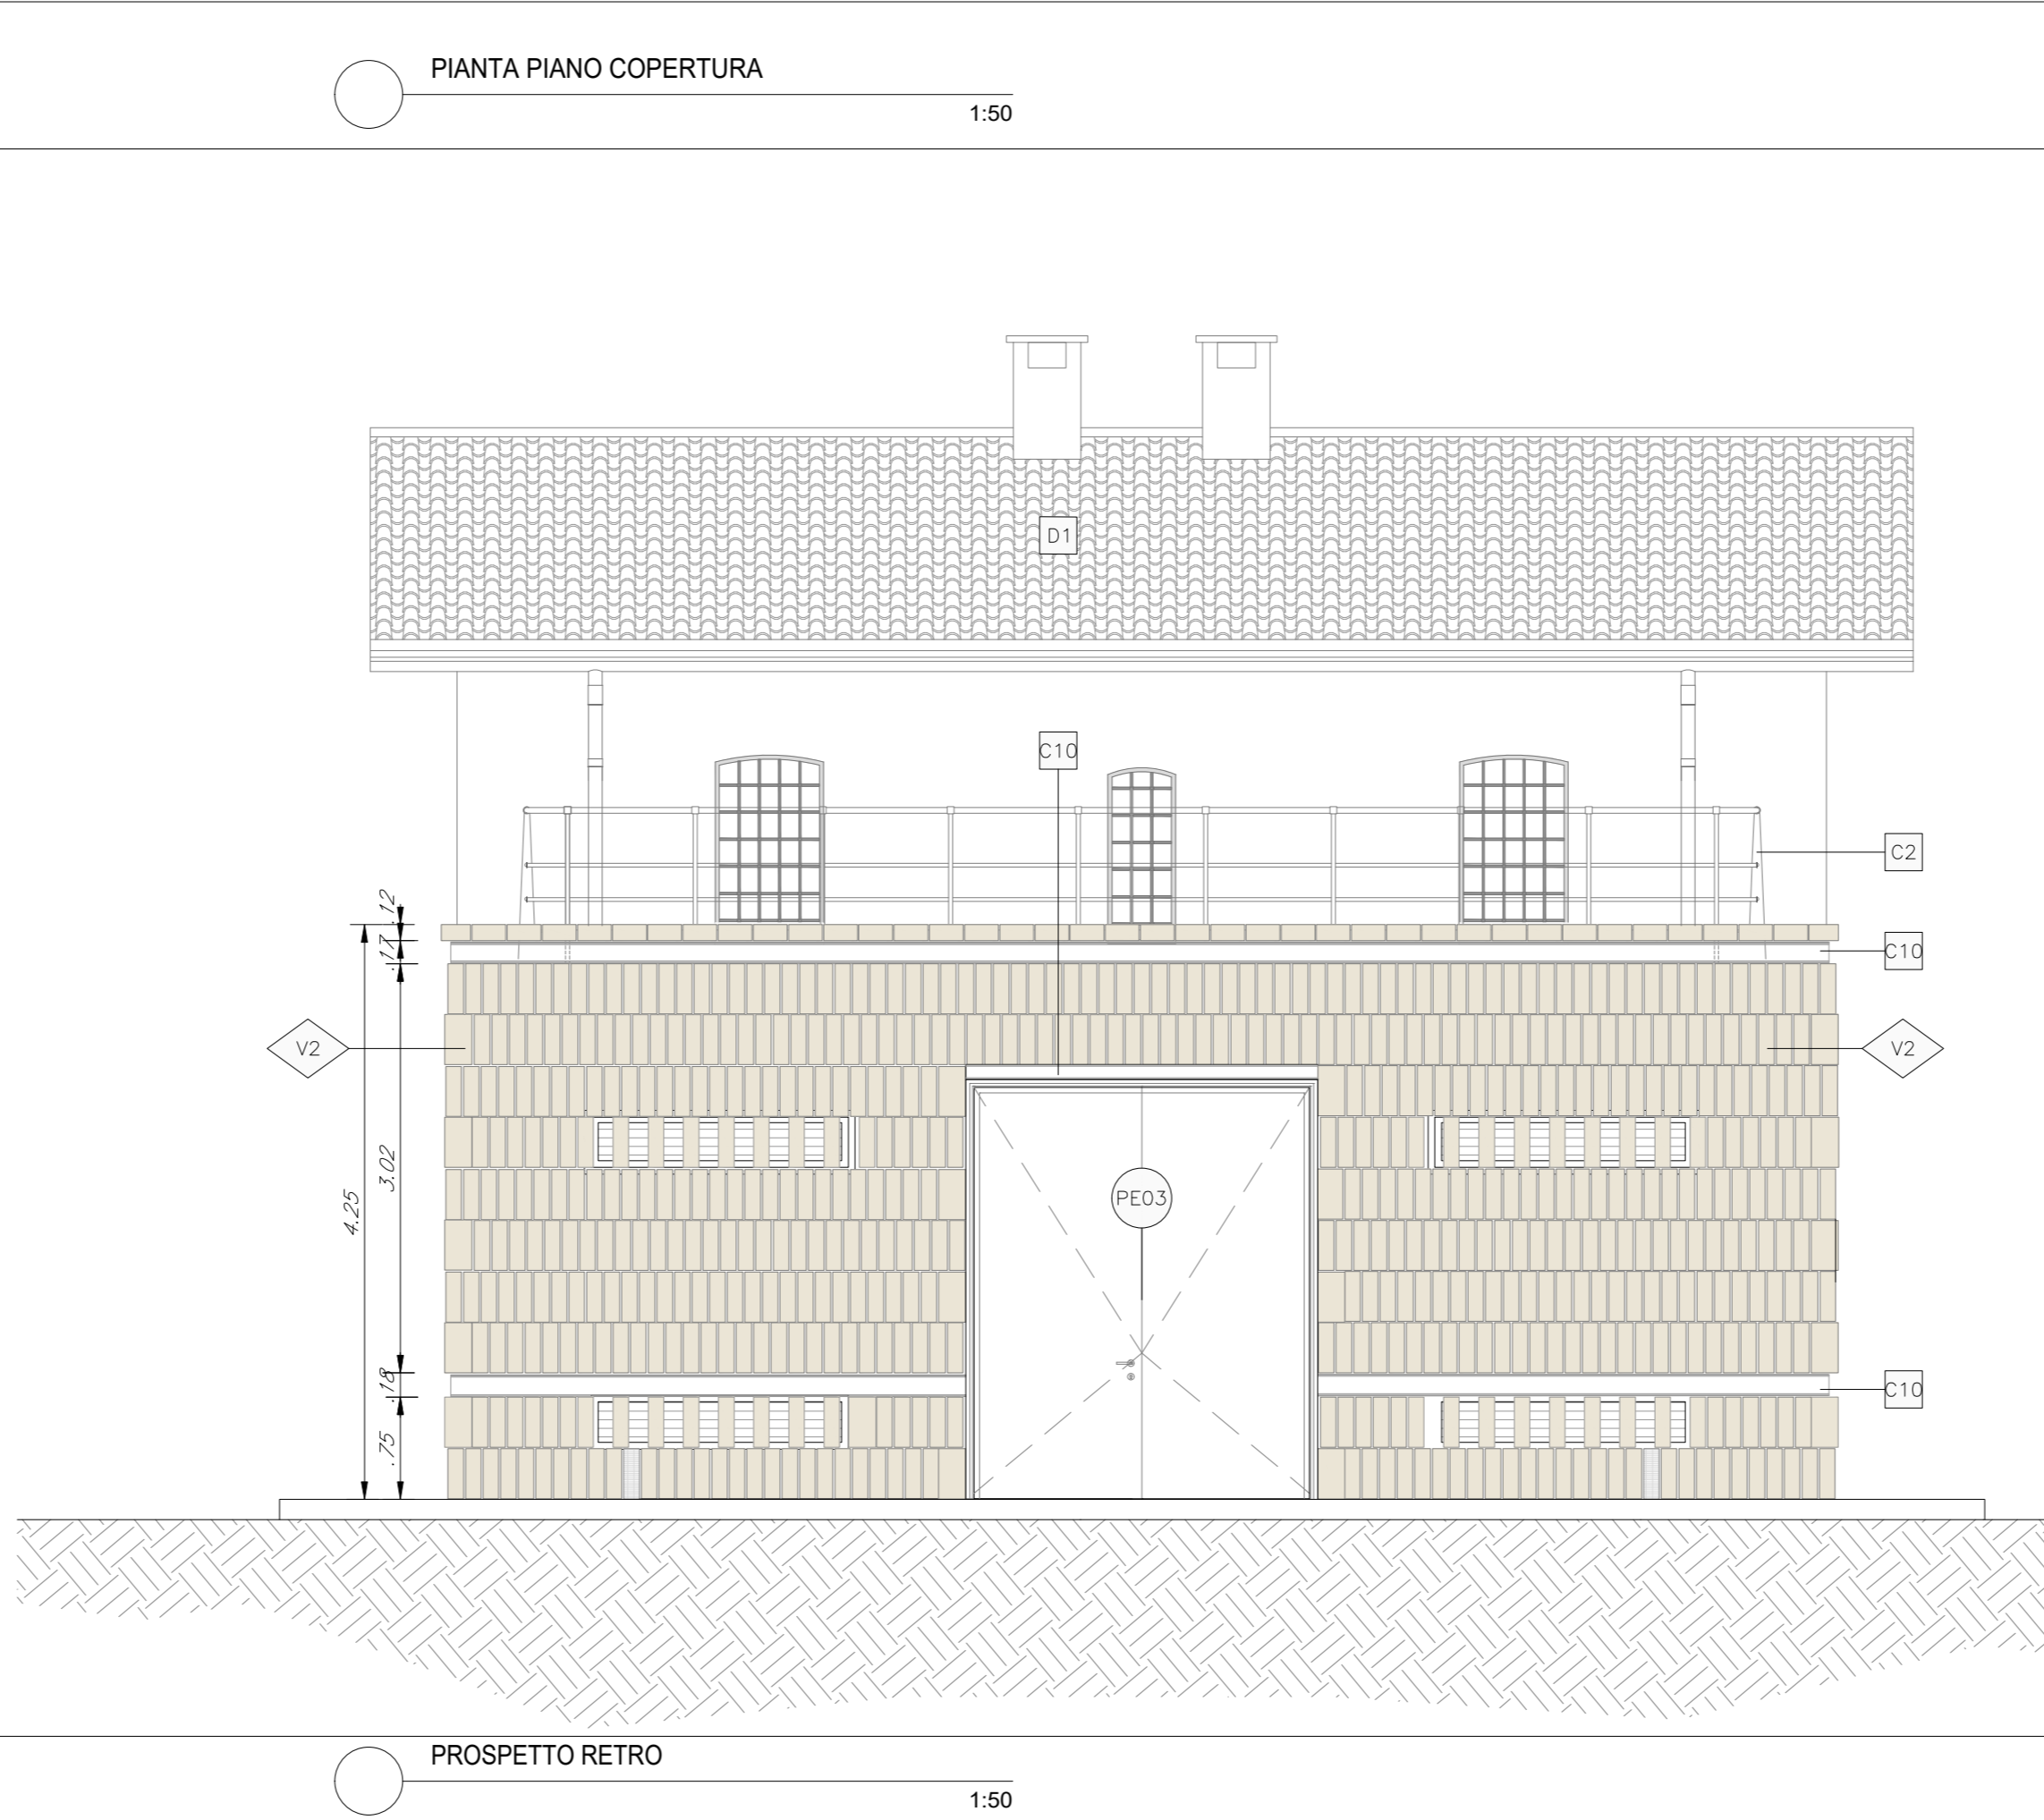 PIANTA PIANO COPERTURA
1:50
D1
C10
C2
.12
.17
C10
V2
V2
3.02
4.25
PE03
.18
C10
.75
PROSPETTO RETRO
1:50